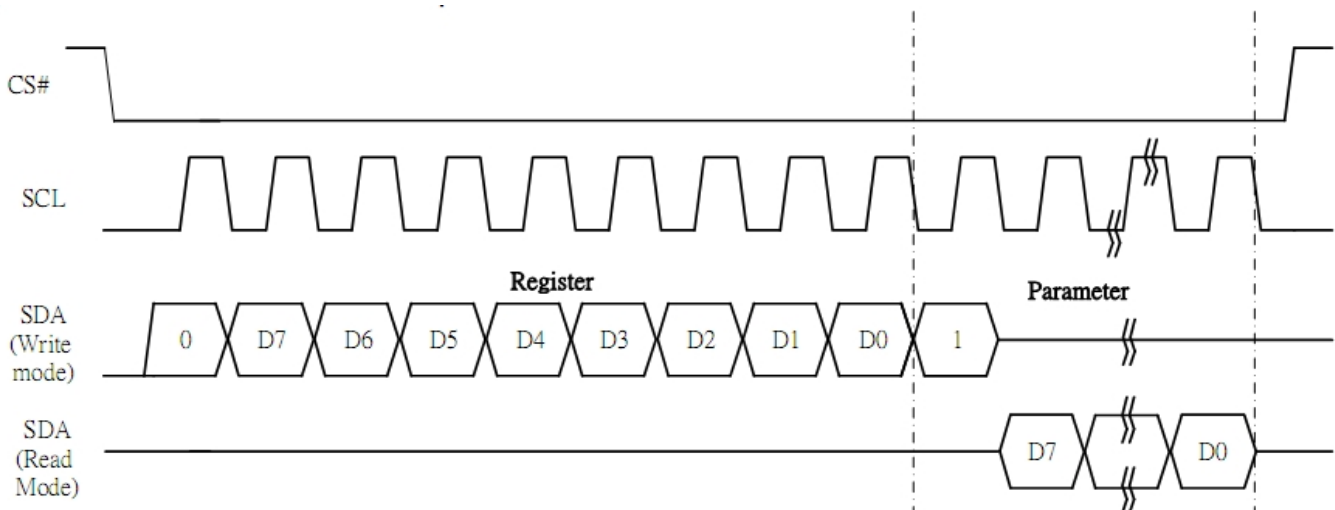 CS#
SCL
Register
Parameter
SDA
(Write
mode)
0 D7 D6 D5 D4 D3 D2 D1 D0 1
SDA
(Read
Mode)
D7 D0